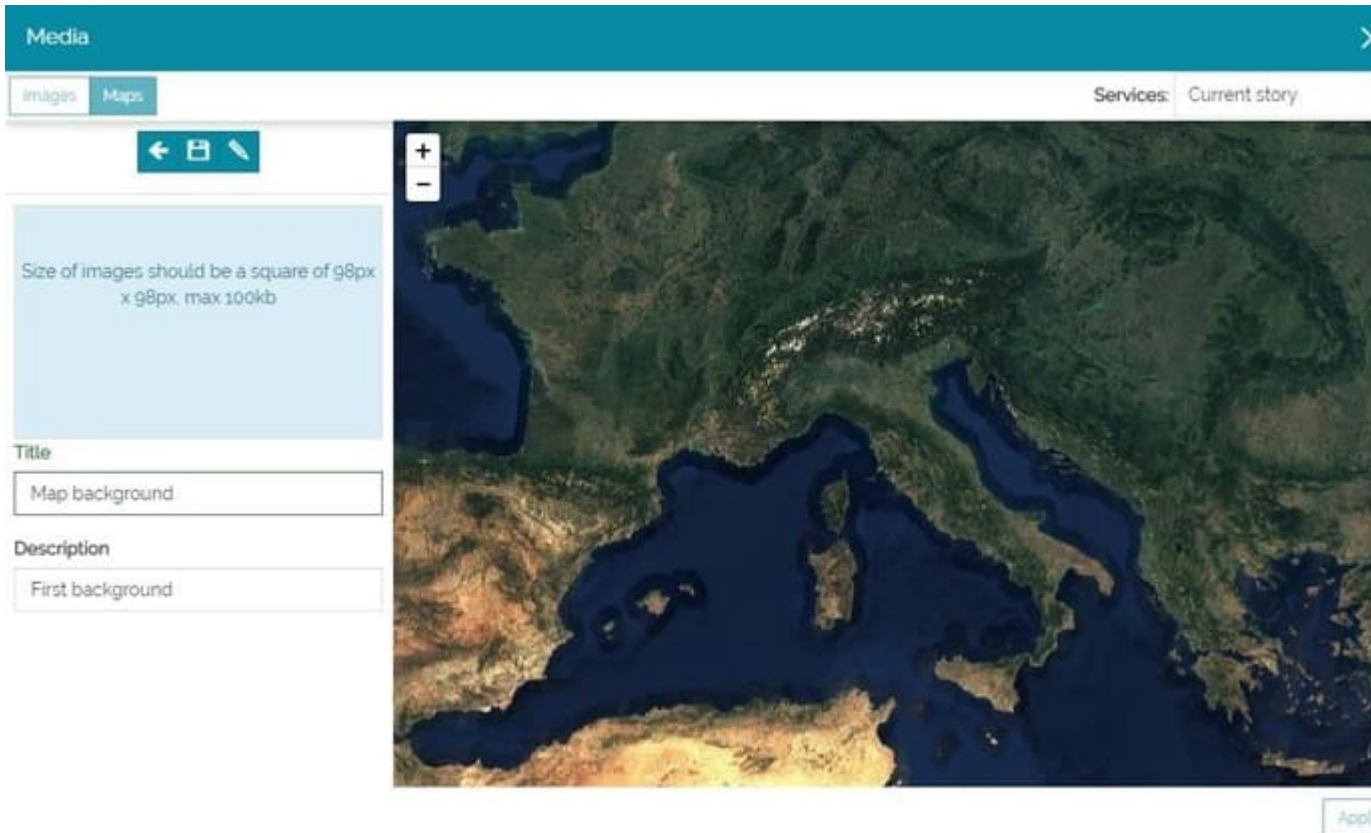 Media
Images Maps
Services: Current story
+
−
Size of images should be a square of 98px
x 98px, max 100kb
Title
Map background
Description
First background